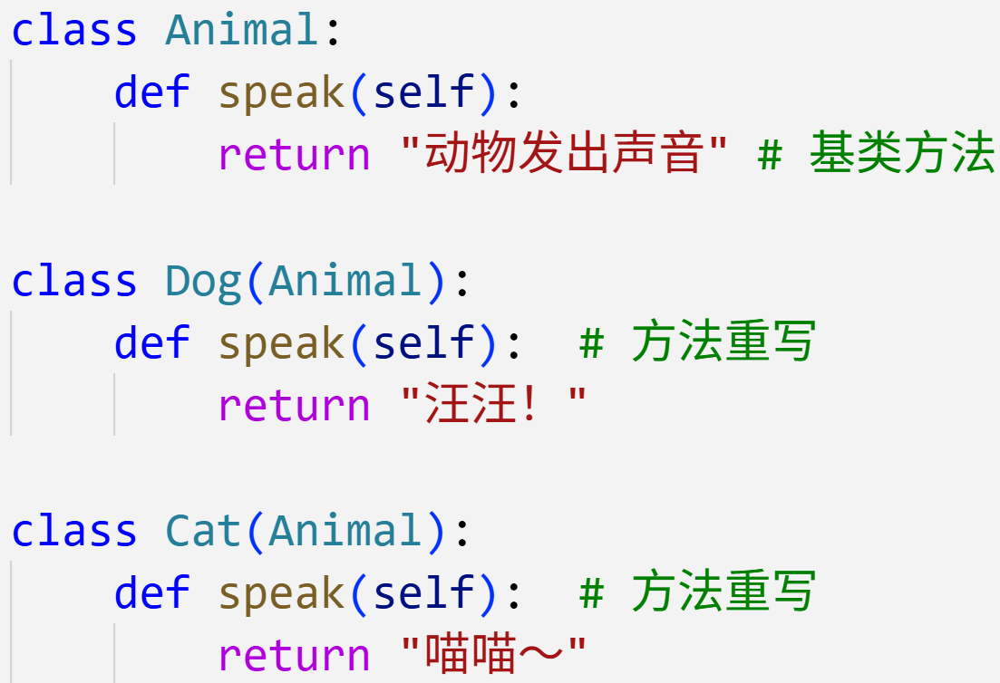 class Animal:
    def speak(self):
        return "动物发出声音" # 基类方法
class Dog(Animal):
    def speak(self):  # 方法重写
        return "汪汪！"
class Cat(Animal):
    def speak(self):  # 方法重写
        return "喵喵～"